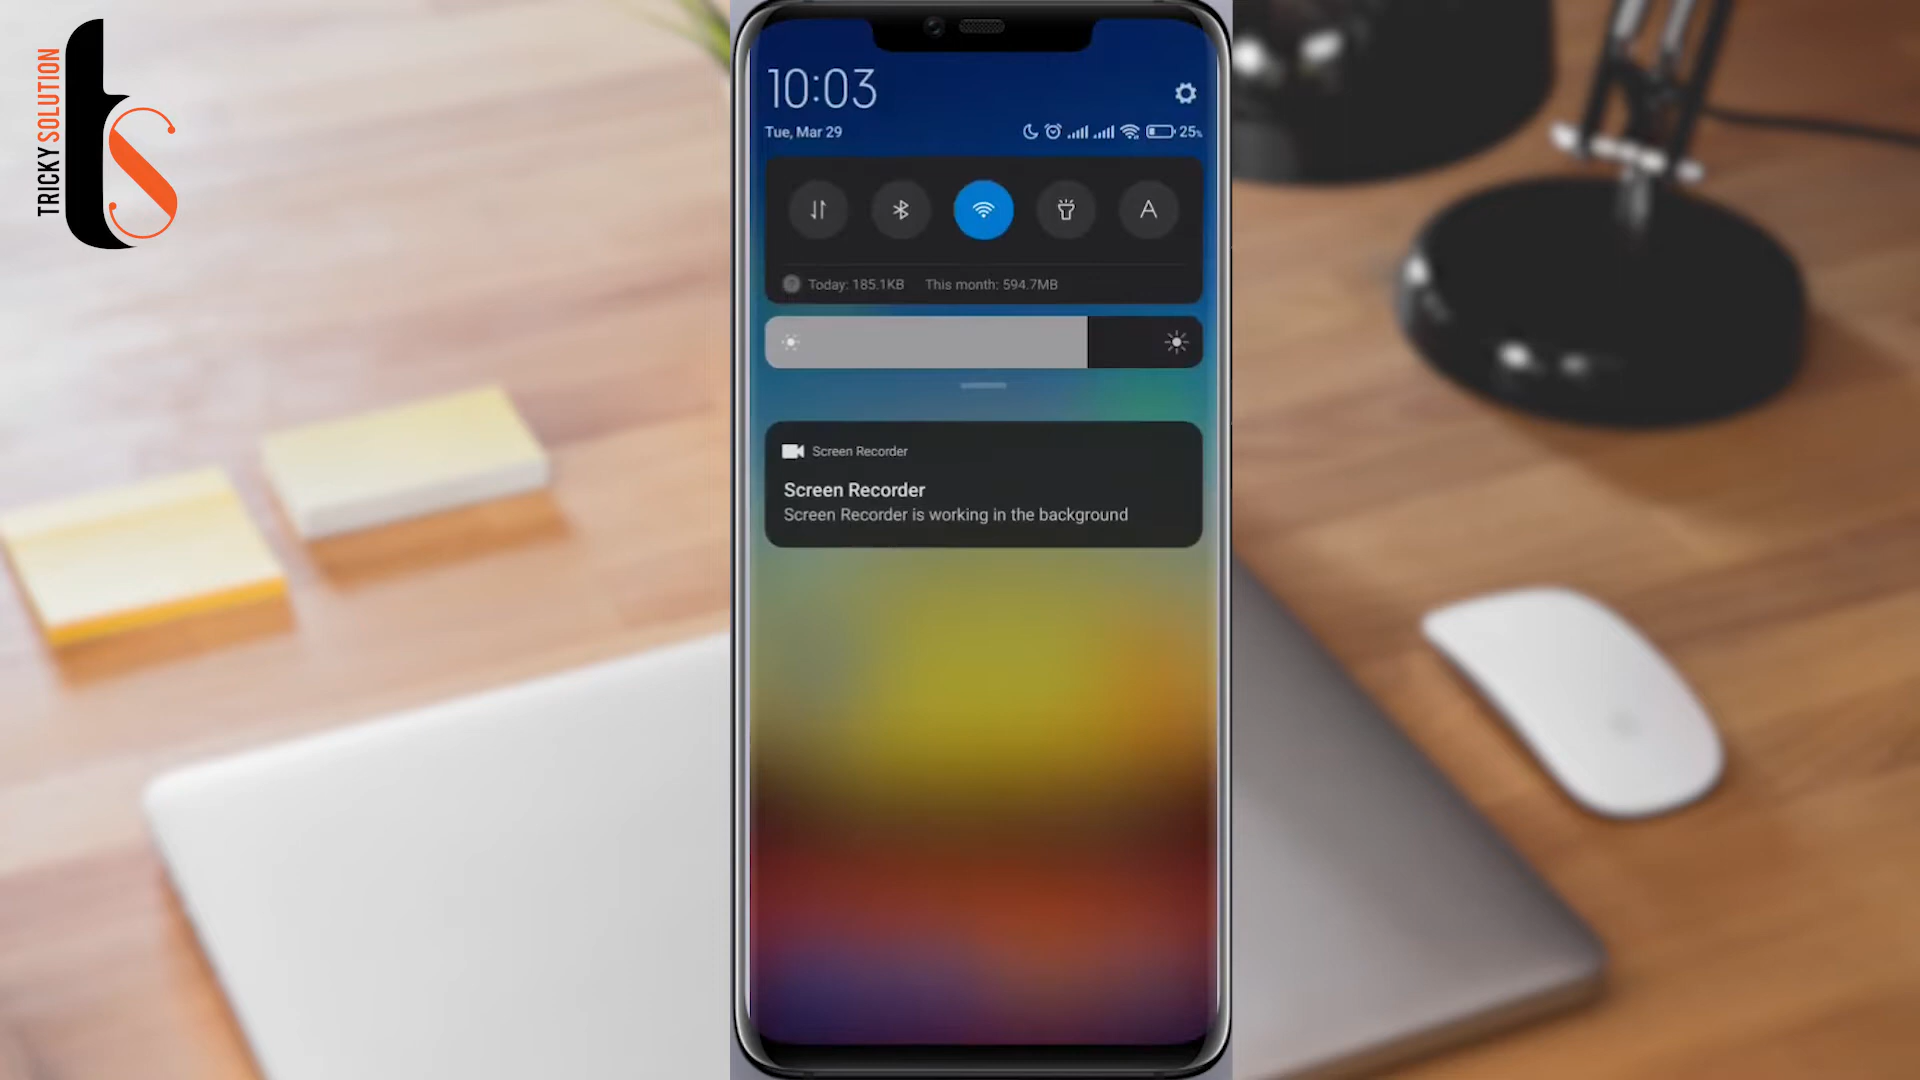 TRICKY SOLUTION
ts
10:03
Tue, Mar 29
25%
A
Today: 185.1KB This month: 594.7MB
Screen Recorder
Screen Recorder
Screen Recorder is working in the background